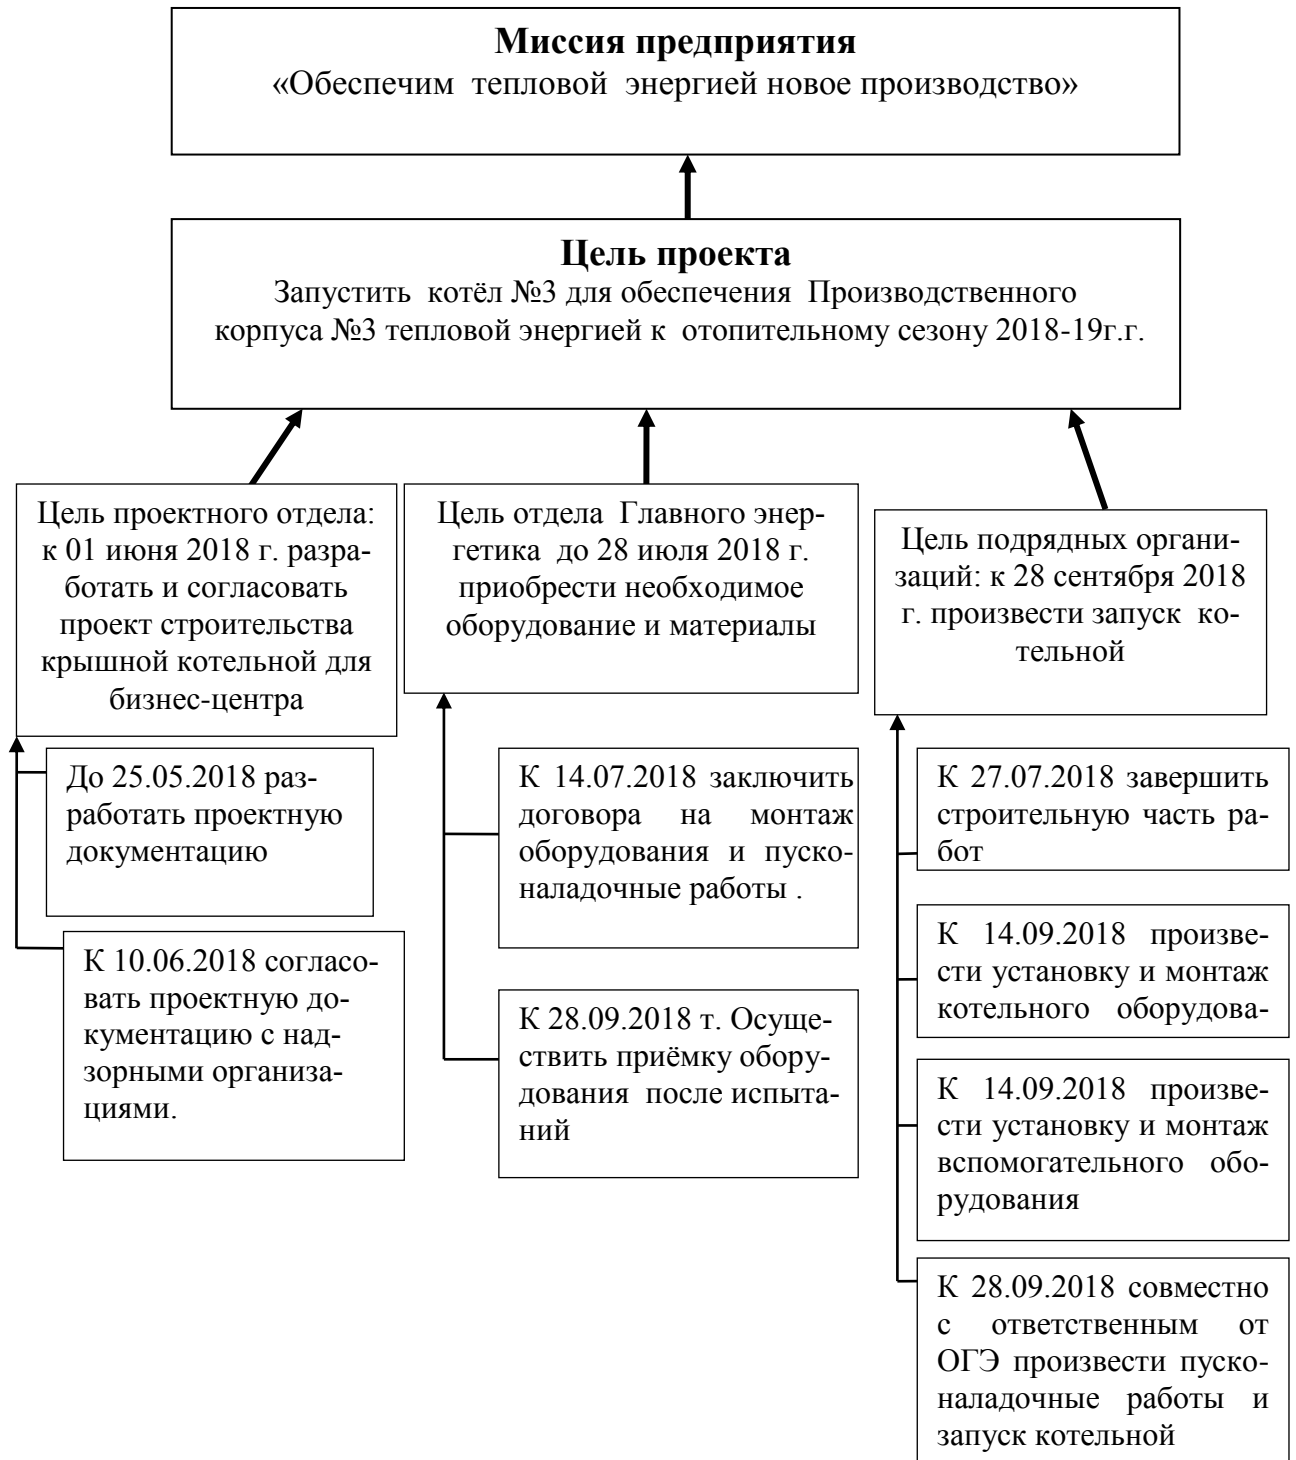 Миссия предприятия
«Обеспечим тепловой энергией новое производство»
Цель проекта
Запустить котёл №3 для обеспечения Производственного
корпуса №3 тепловой энергией к отопительному сезону 2018-19г.г.
Цель проектного отдела:
к 01 июня 2018 г. разра-
ботать и согласовать
проект строительства
крышной котельной для
бизнес-центра
До 25.05.2018 раз-
работать проектную
документацию
К 10.06.2018 согласо-
вать проектную до-
кументацию с над-
зорными организа-
циями.
Цель отдела Главного энер-
гетика до 28 июля 2018 г.
приобрести необходимое
оборудование и материалы
К 14.07.2018 заключить
договора на монтаж
оборудования и пуско-
наладочные работы .
К 28.09.2018 т. Осуще-
ствить приёмку обору-
дования после испыта-
ний
Цель подрядных органи-
заций: к 28 сентября 2018
г. произвести запуск ко-
тельной
К 27.07.2018 завершить
строительную часть ра-
бот
К 14.09.2018 произве-
сти установку и монтаж
котельного оборудова-
К 14.09.2018 произве-
сти установку и монтаж
вспомогательного обо-
рудования
К 28.09.2018 совместно
с ответственным от
ОГЭ произвести пуско-
наладочные работы и
запуск котельной